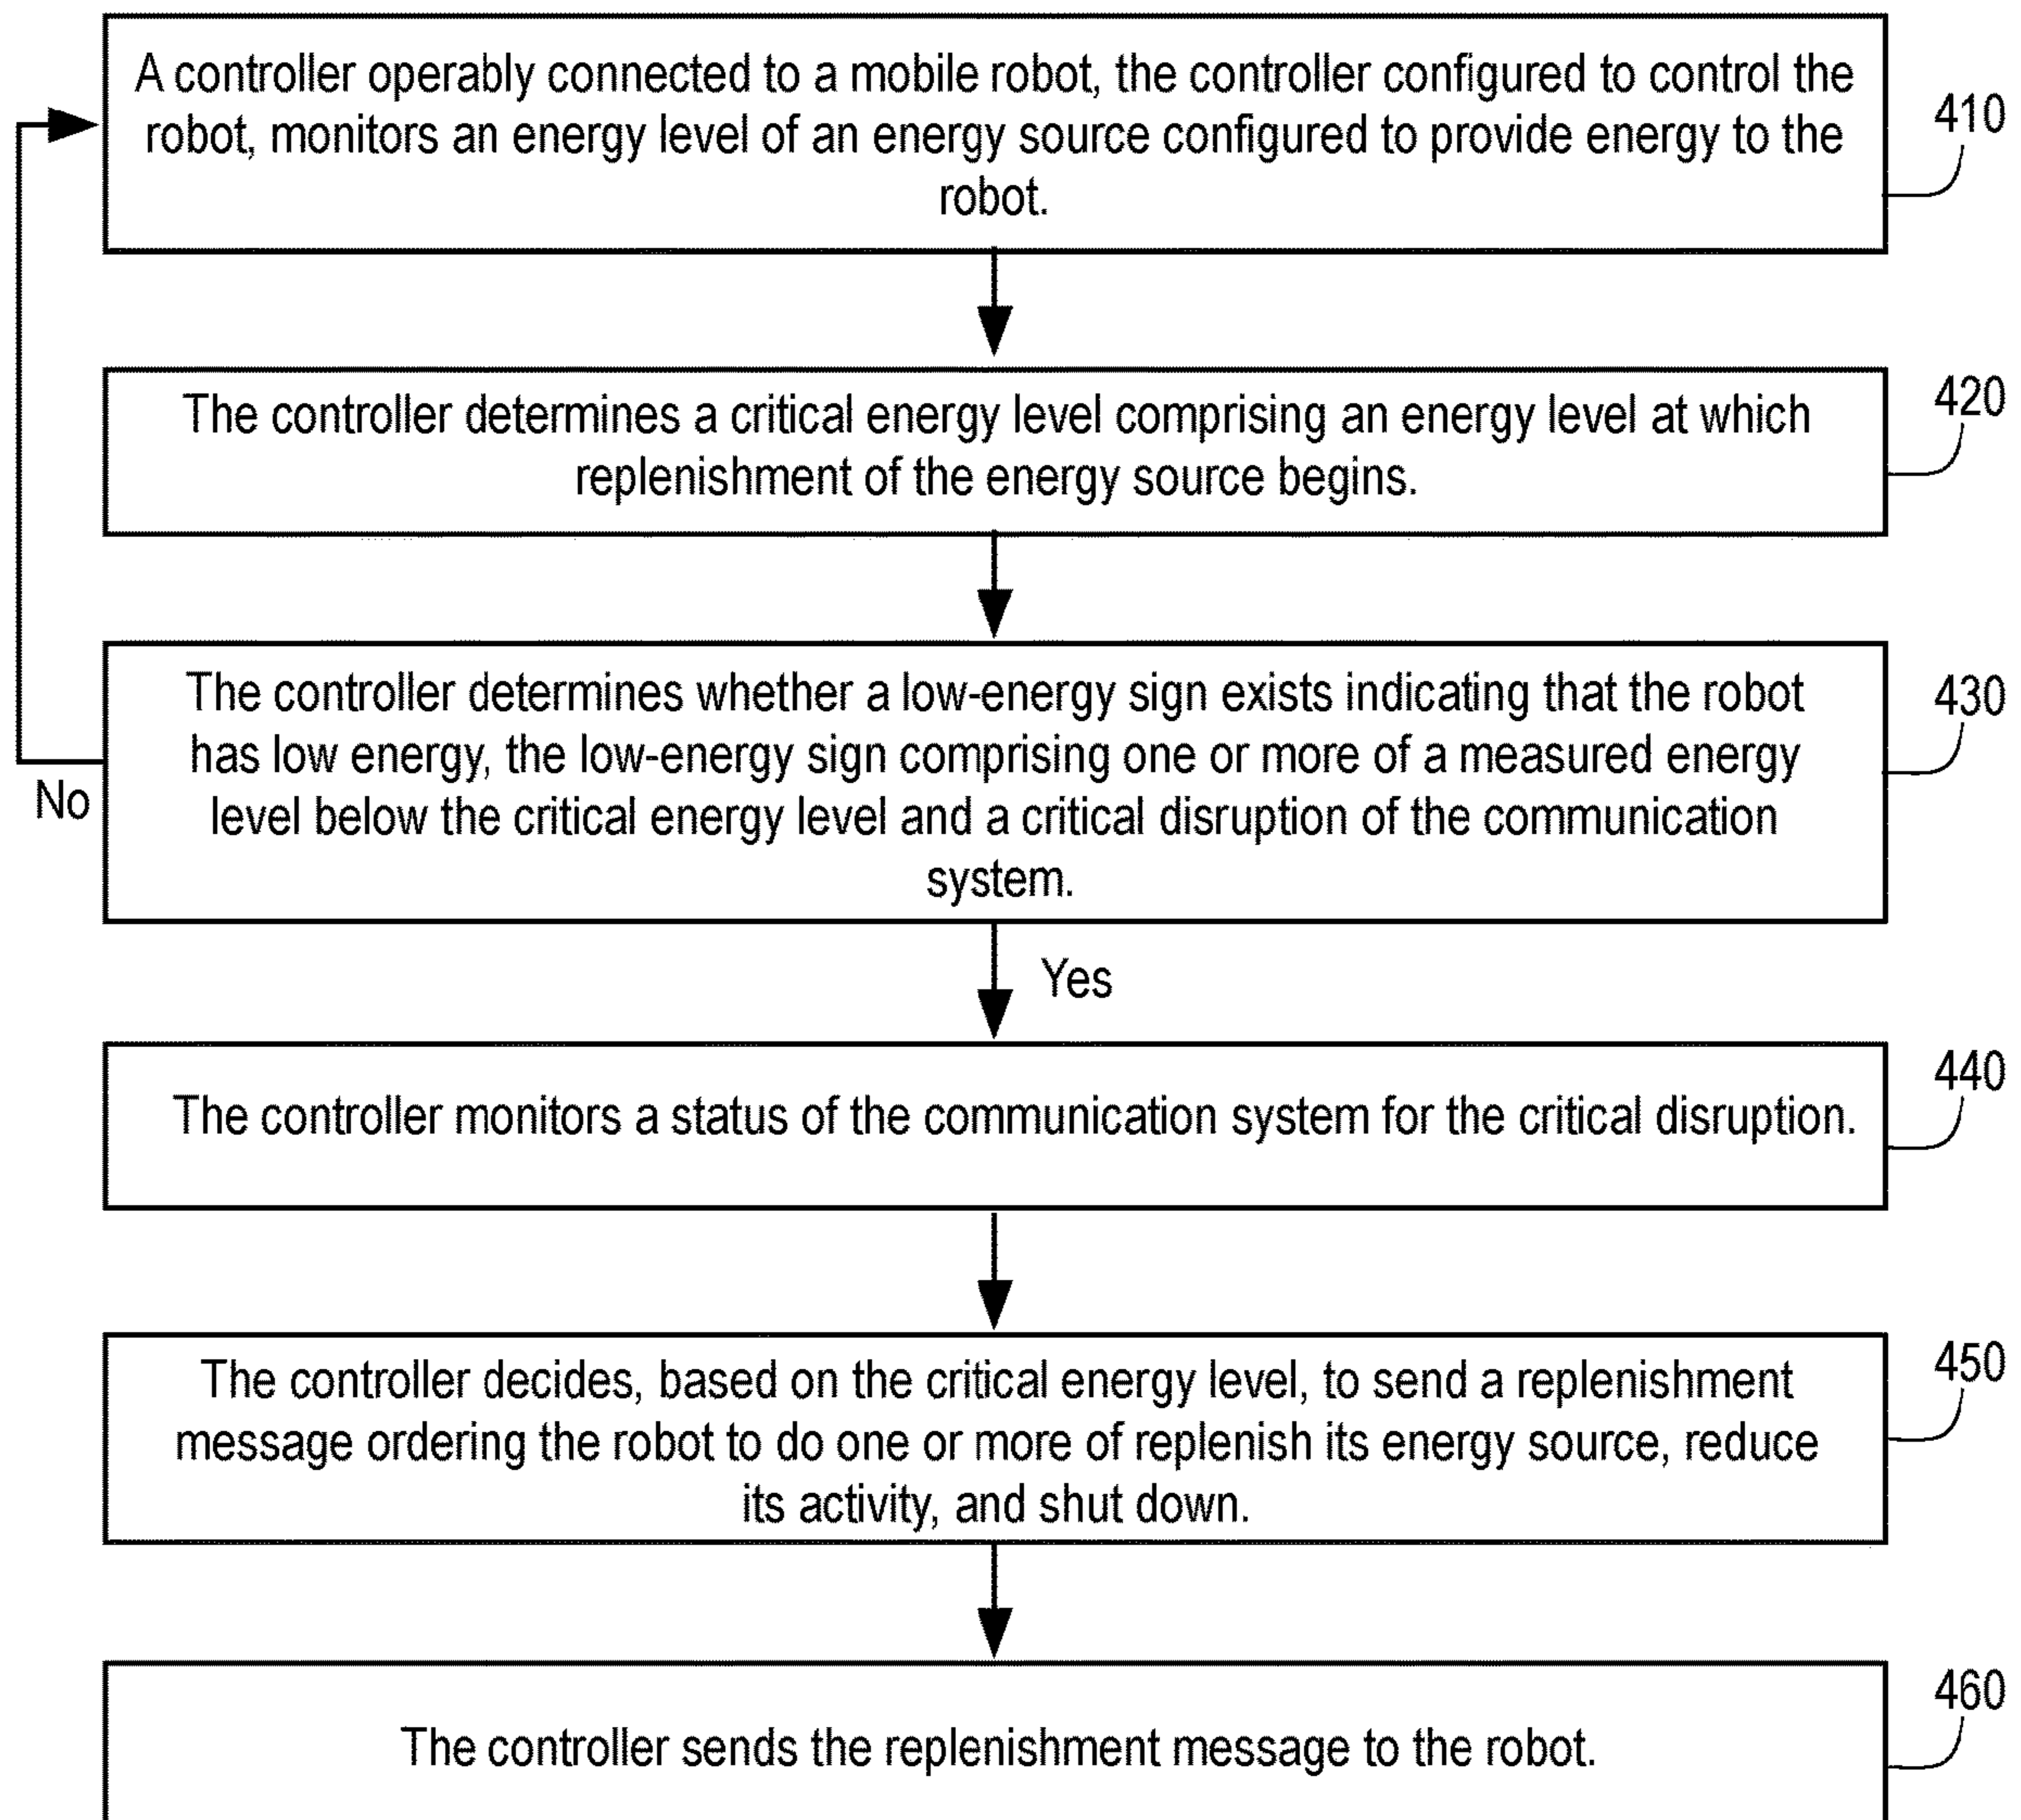 A controller operably connected to a mobile robot, the controller configured to control the
robot, monitors an energy level of an energy source configured to provide energy to the
robot.
410
The controller determines a critical energy level comprising an energy level at which
replenishment of the energy source begins.
420
The controller determines whether a low-energy sign exists indicating that the robot
has low energy, the low-energy sign comprising one or more of a measured energy
level below the critical energy level and a critical disruption of the communication
system.
430
No
Yes
The controller monitors a status of the communication system for the critical disruption.
440
The controller decides, based on the critical energy level, to send a replenishment
message ordering the robot to do one or more of replenish its energy source, reduce
its activity, and shut down.
450
The controller sends the replenishment message to the robot.
460